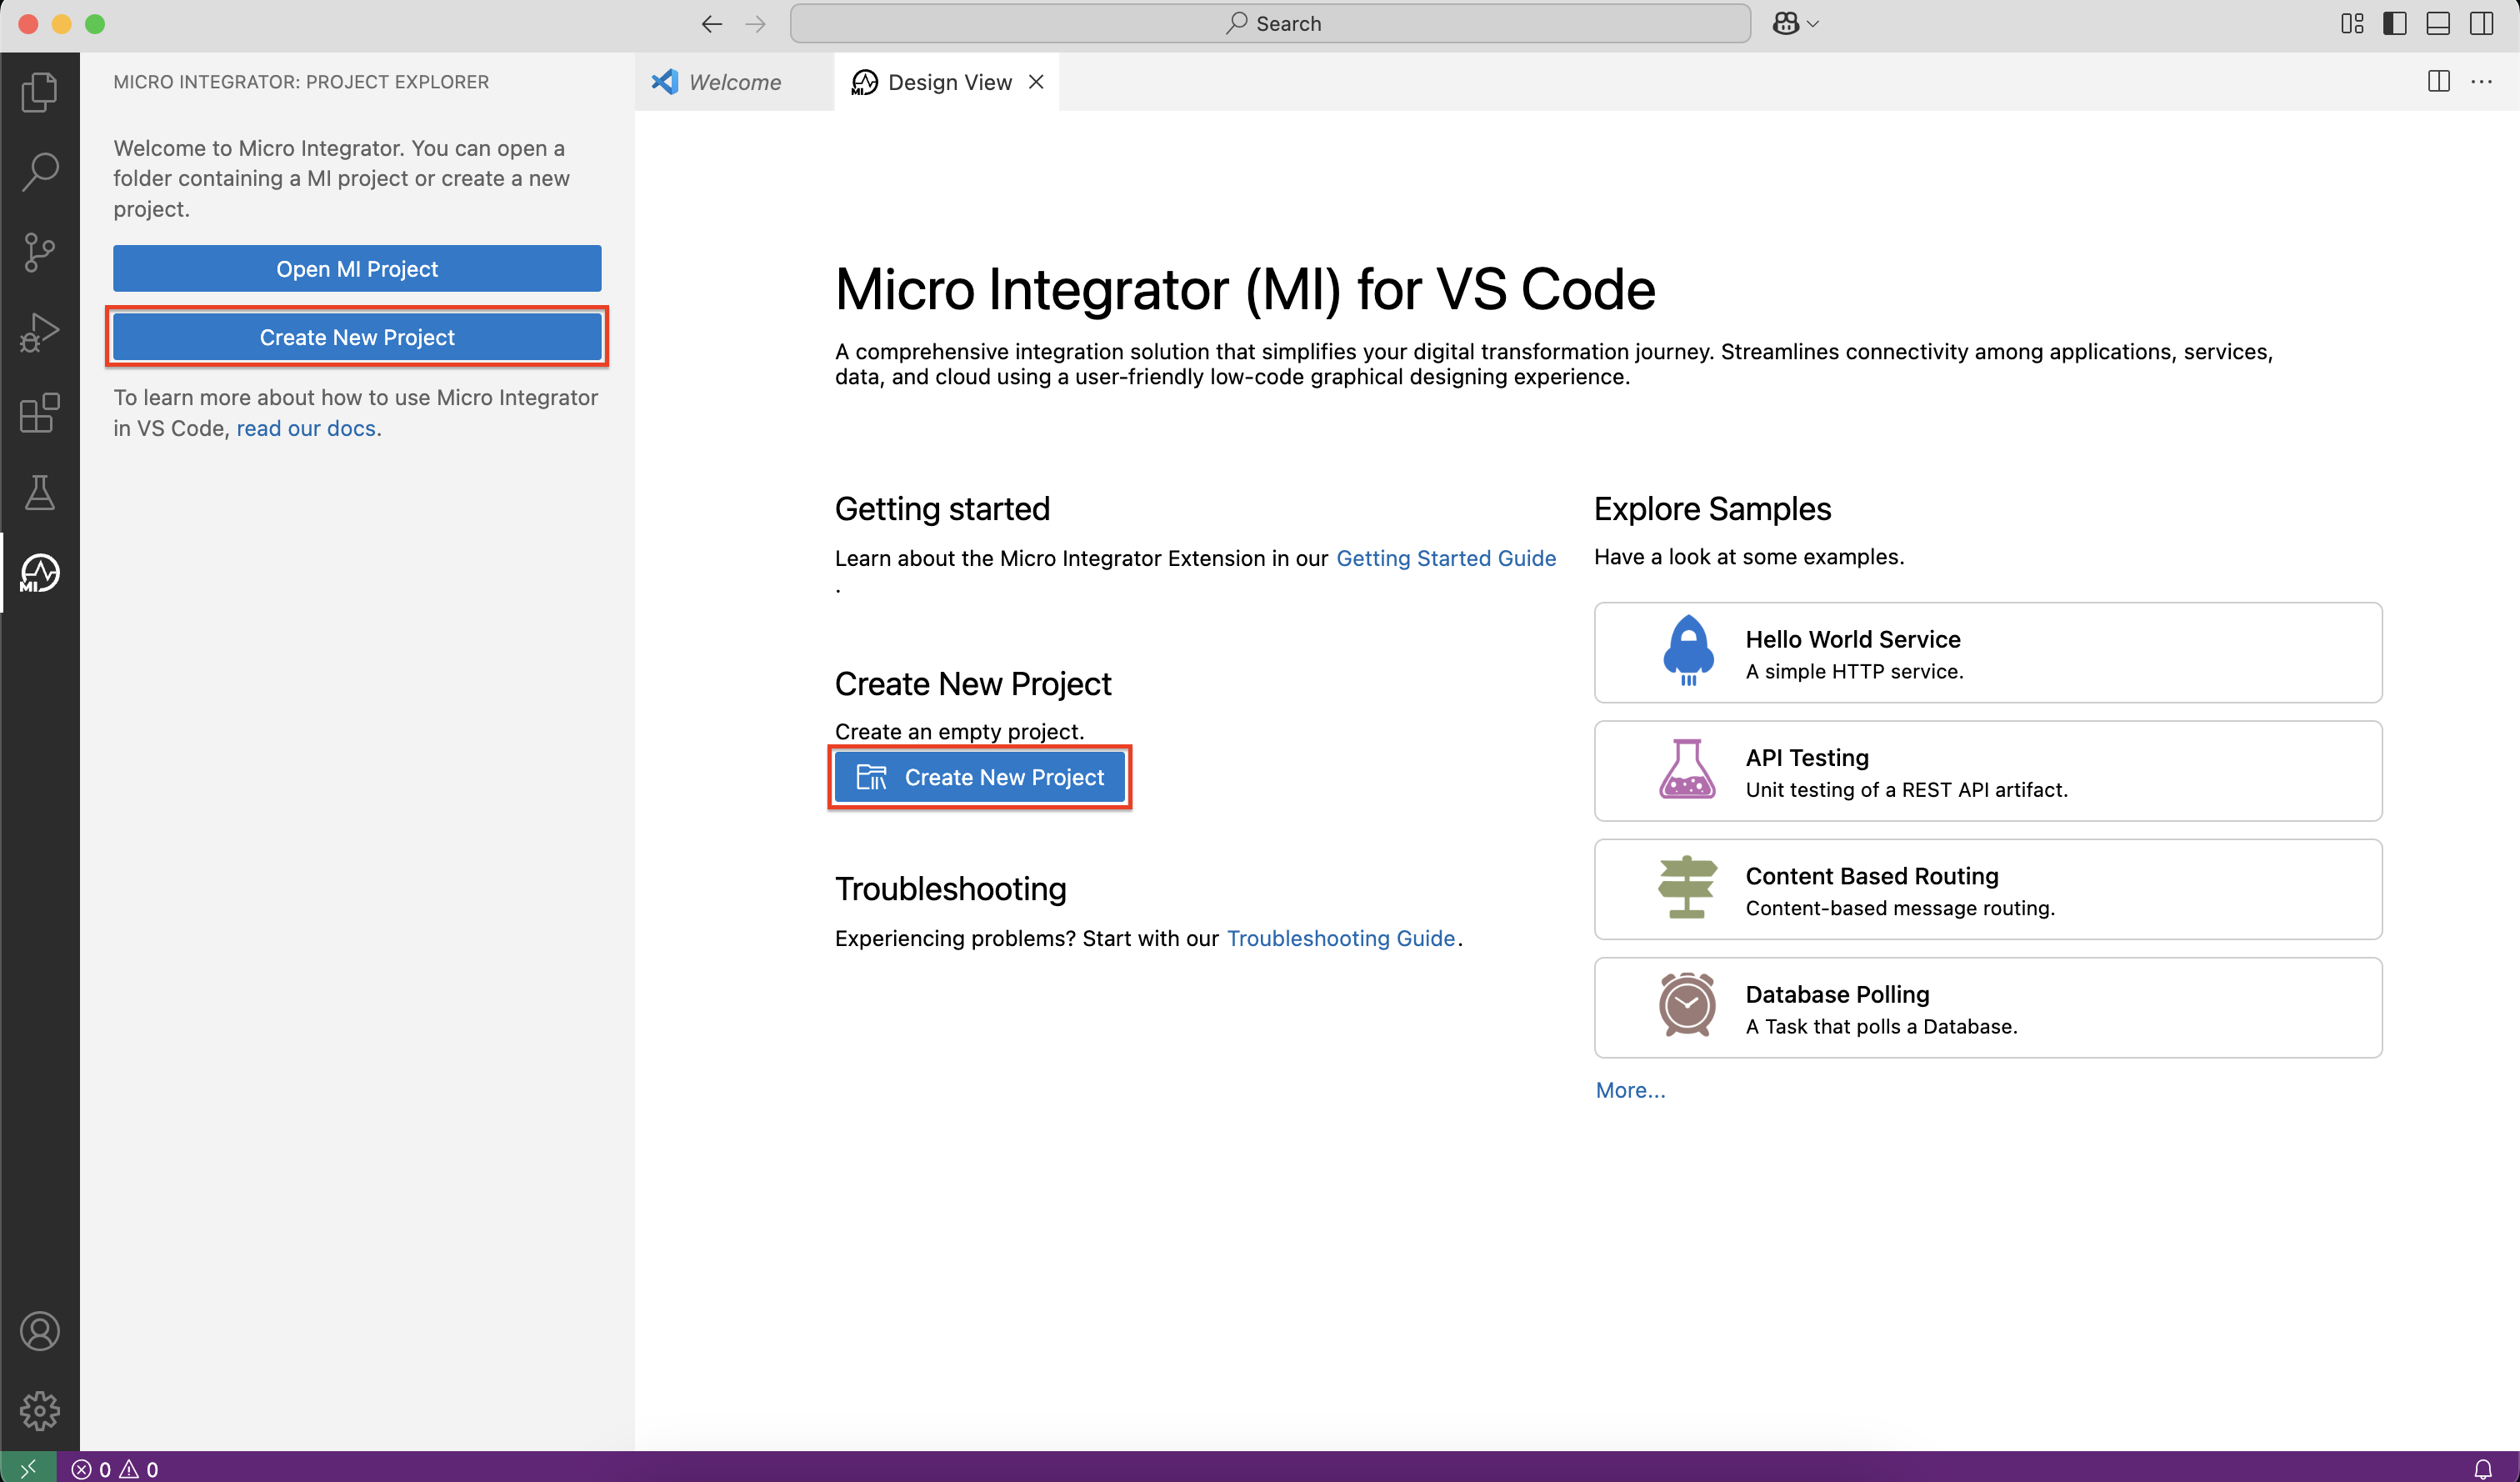 Search
MICRO INTEGRATOR: PROJECT EXPLORER
Welcome to Micro Integrator. You can open a
folder containing a MI project or create a new
project.
Open MI Project
Create New Project
To learn more about how to use Micro Integrator
in VS Code, read our docs.
MI
Welcome
MI
Design View
Micro Integrator (MI) for VS Code
A comprehensive integration solution that simplifies your digital transformation journey. Streamlines connectivity among applications, services,
data, and cloud using a user-friendly low-code graphical designing experience.
Getting started
Learn about the Micro Integrator Extension in our Getting Started Guide
.
Create New Project
Create an empty project.
Create New Project
Troubleshooting
Experiencing problems? Start with our Troubleshooting Guide.
Explore Samples
Have a look at some examples.
Hello World Service
A simple HTTP service.
API Testing
Unit testing of a REST API artifact.
Content Based Routing
Content-based message routing.
Database Polling
A Task that polls a Database.
More...
0 0